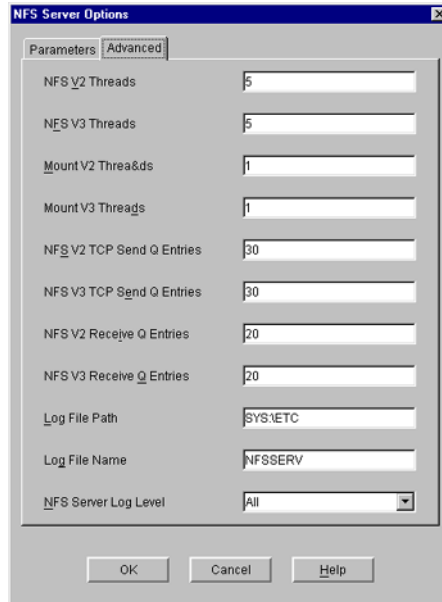 NFS Server Options
Parameters Advanced
NFS V2 Threads 5
NFS V3 Threads 5
Mount V2 Threa&ds 1
Mount V3 Threads 1
NFS V2 TCP Send Q Entries 30
NFS V3 TCP Send Q Entries 30
NFS V2 Receive Q Entries 20
NFS V3 Receive Q Entries 20
Log File Path SYS:\ETC
Log File Name NFSSERV
NFS Server Log Level All
OK Cancel Help